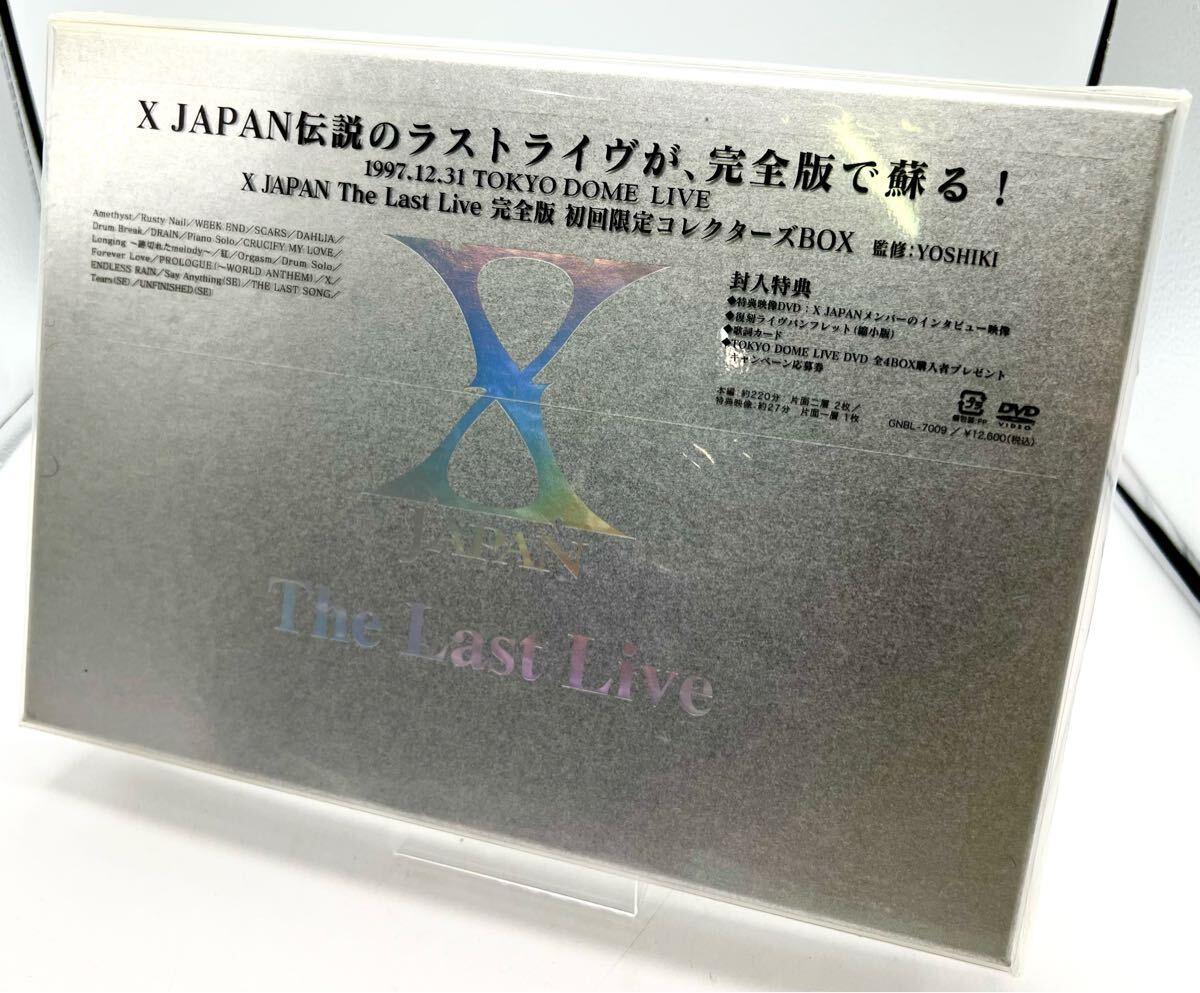 X JAPAN伝説のラストライヴが、完全版で蘇る！
1997.12.31 TOKYO DOME LIVE
X JAPAN The Last Live 完全版 初回限定コレクターズBOX 監修：YOSHIKI
Amethyst／Rusty Nail／WEEK END／SCARS／DAHLIA／
Drum Break／DRAIN／Piano Solo／CRUCIFY MY LOVE／
Longing 〜跡切れたmelody〜／紅／Orgasm／Drum Solo／
Forever Love／PROLOGUE(〜WORLD ANTHEM)／X／
ENDLESS RAIN／Say Anything(SE)／THE LAST SONG／
Tears(SE)／UNFINISHED(SE)
封入特典
◆特典映像DVD：X JAPANメンバーのインタビュー映像
◆復刻ライヴパンフレット(縮小版)
◆歌詞カード
◆TOKYO DOME LIVE DVD 全4BOX購入者プレゼント
キャンペーン応募券
本編：約220分 片面二層 2枚／
特典映像：約27分 片面一層 1枚
プラ
個包装：PP
DVD
VIDEO
GNBL-7009／¥12,600(税込)
X
JAPAN
The Last Live